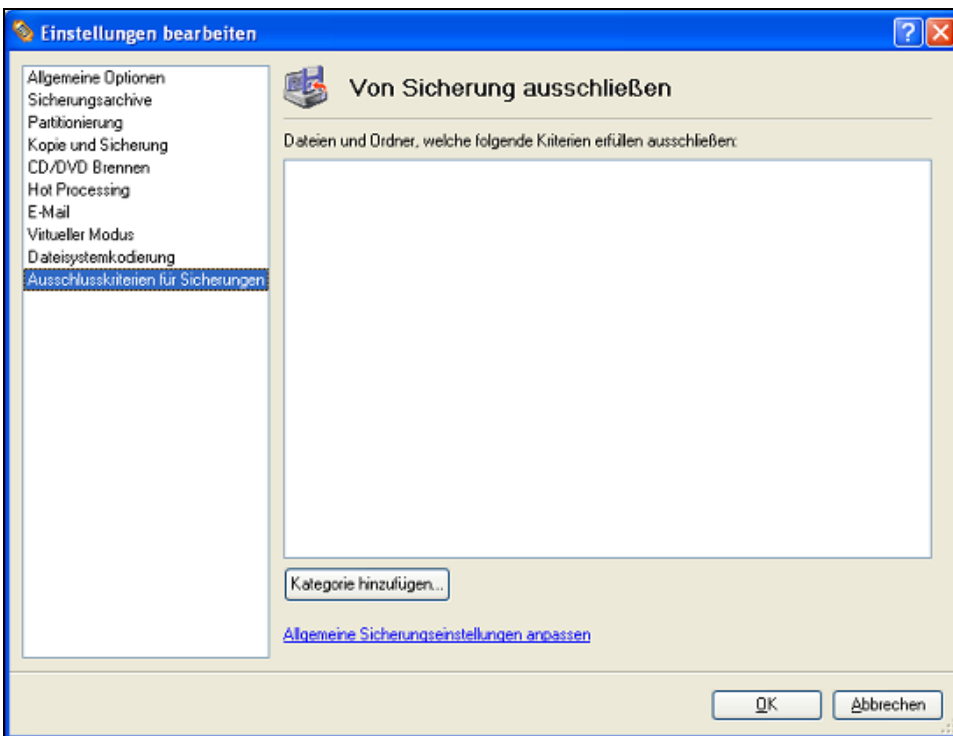 Einstellungen bearbeiten
Allgemeine Optionen
Sicherungsarchive
Partitionierung
Kopie und Sicherung
CD/DVD Brennen
Hot Processing
E-Mail
Virtueller Modus
Dateisystemkodierung
Ausschlusskriterien für Sicherungen
Von Sicherung ausschließen
Dateien und Ordner, welche folgende Kriterien erfüllen ausschließen:
Kategorie hinzufügen...
Allgemeine Sicherungseinstellungen anpassen
OK
Abbrechen